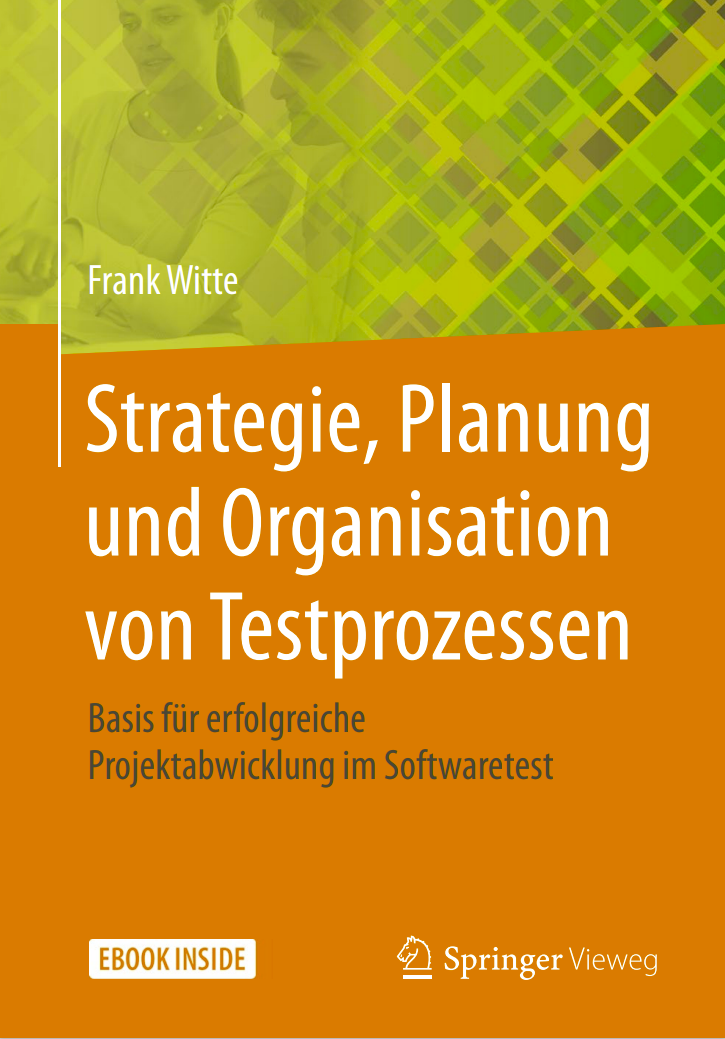 Frank Witte
Strategie, Planung
und Organisation
von Testprozessen
Basis für erfolgreiche
Projektabwicklung im Softwaretest
EBOOK INSIDE
Springer Vieweg